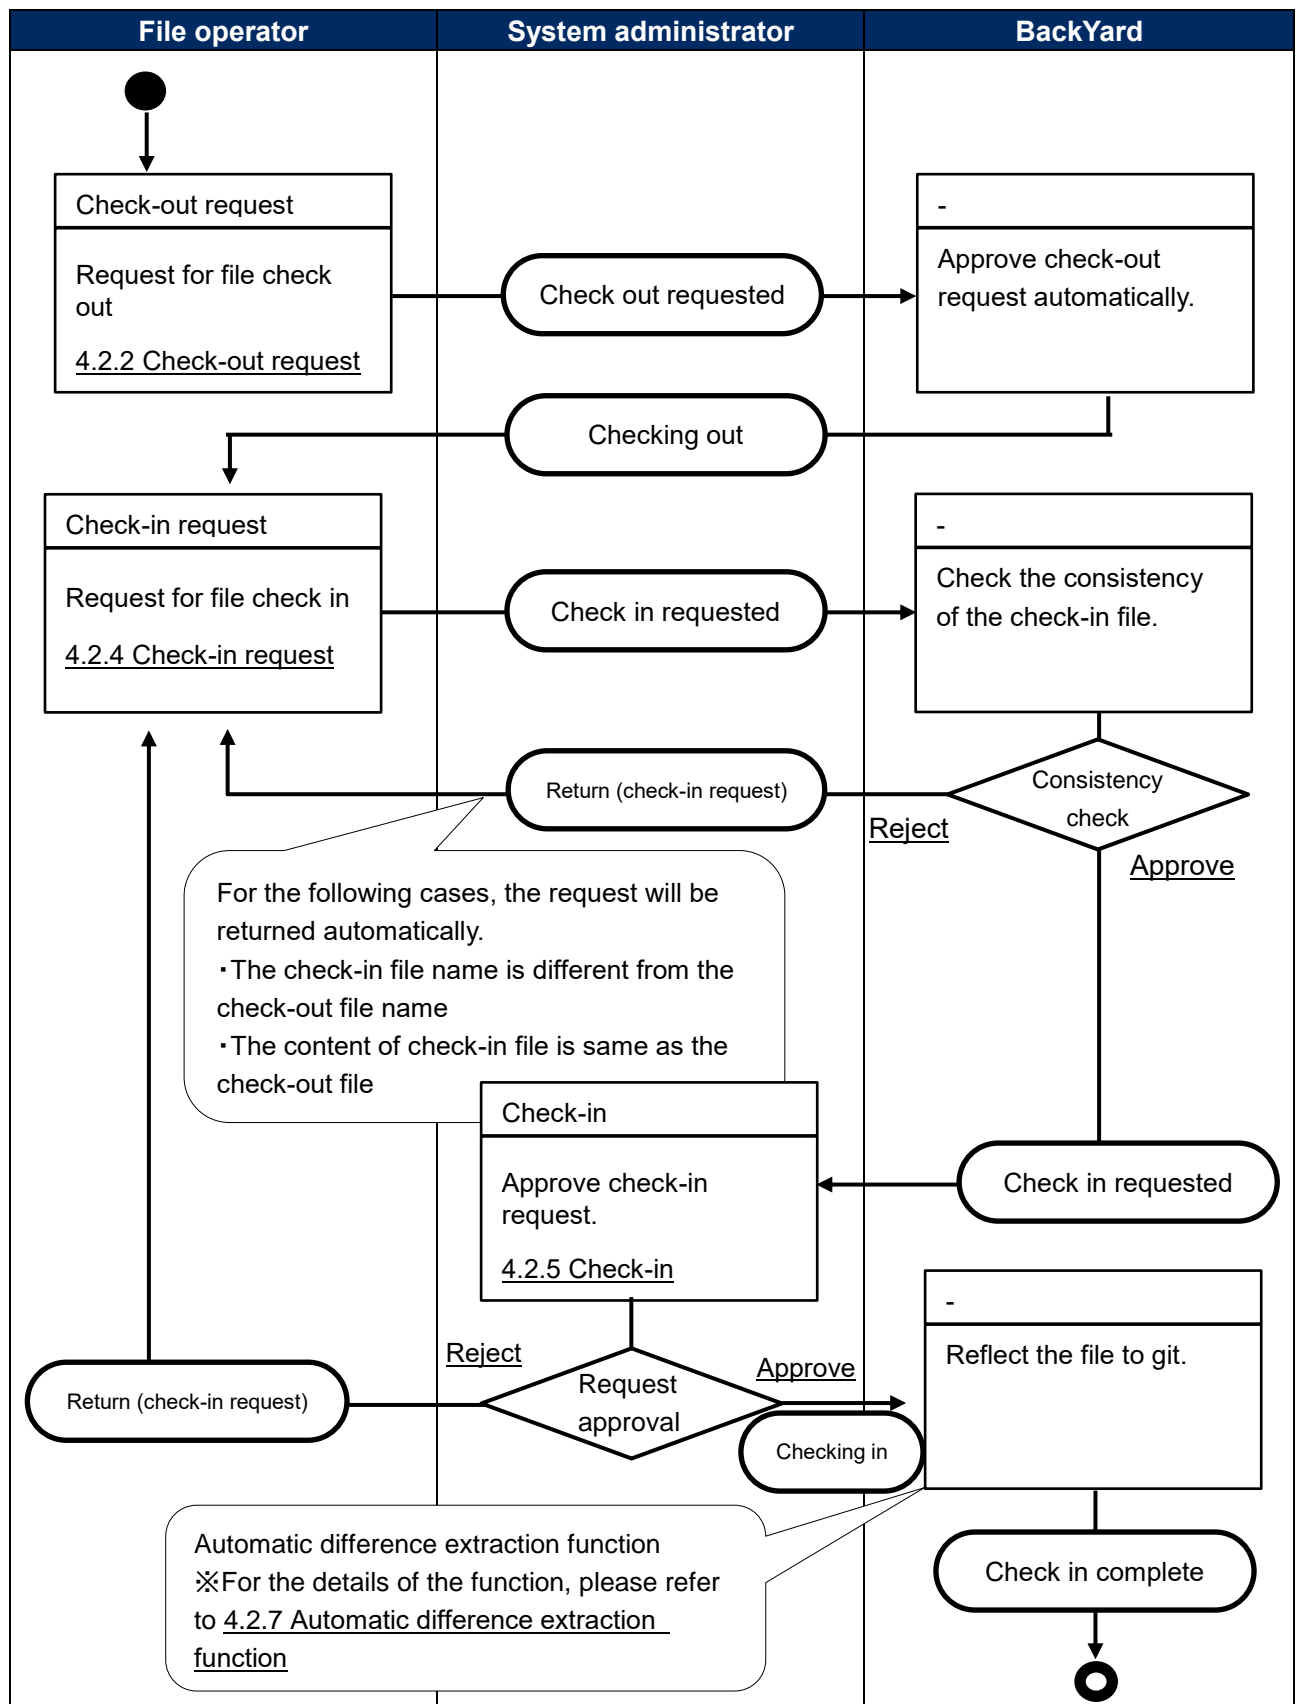 File operator
System administrator
BackYard
Check-out request
Request for file check
out
4.2.2 Check-out request
Check out requested
-
Approve check-out
request automatically.
Checking out
Check-in request
Request for file check in
4.2.4 Check-in request
Check in requested
-
Check the consistency
of the check-in file.
Return (check-in request)
Consistency
check
Reject
Approve
For the following cases, the request will be
returned automatically.
・The check-in file name is different from the
check-out file name
・The content of check-in file is same as the
check-out file
Check-in
Approve check-in
request.
4.2.5 Check-in
Check in requested
-
Reflect the file to git.
Reject
Approve
Request
approval
Return (check-in request)
Checking in
Automatic difference extraction function
※For the details of the function, please refer
to 4.2.7 Automatic difference extraction
function
Check in complete